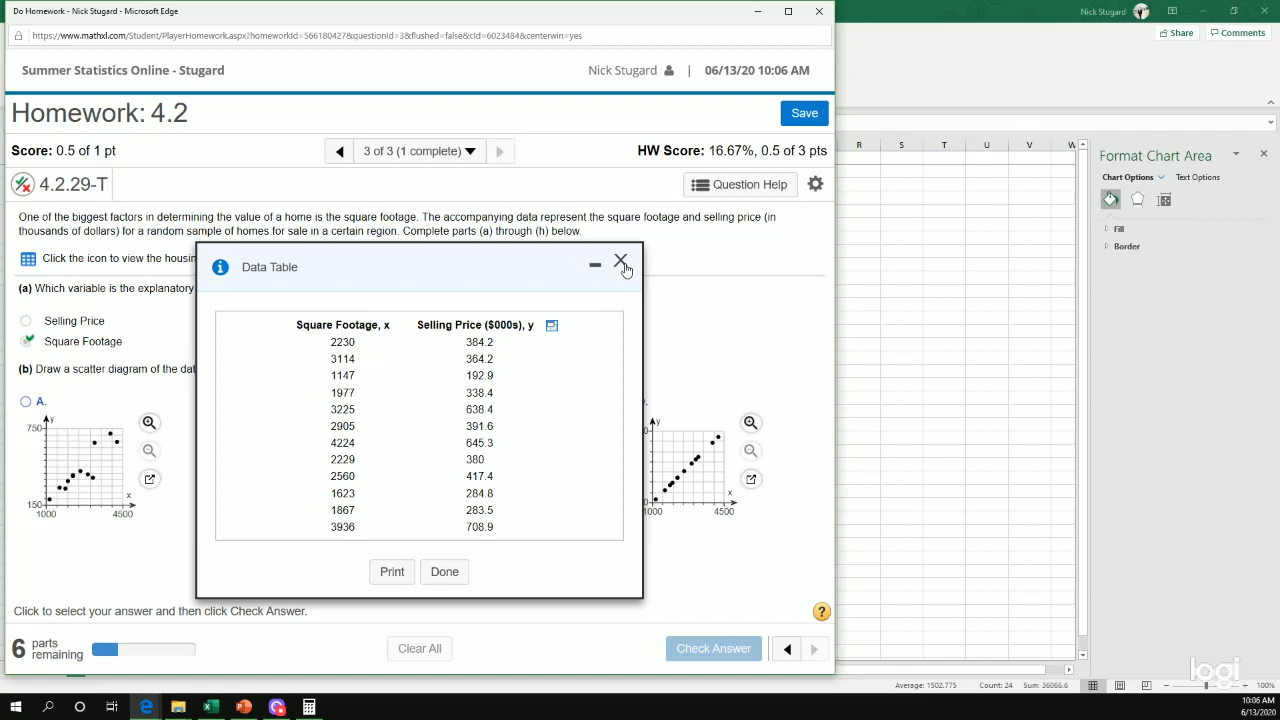 Do Homework - Nick Stugard - Microsoft Edge
Nick Stugard
https://www.mathxl.com/Student/PlayerHomework.aspx?homeworkId=566180427&questionId=3&flushed=false&cId=6023484&centerwin=yes
Share
Comments
Summer Statistics Online - Stugard
Nick Stugard | 06/13/20 10:06 AM
Homework: 4.2
Save
Score: 0.5 of 1 pt
3 of 3 (1 complete)
HW Score: 16.67%, 0.5 of 3 pts
R S T U V W
Format Chart Area
Chart Options
Text Options
4.2.29-T
Question Help
Fill
Border
One of the biggest factors in determining the value of a home is the square footage. The accompanying data represent the square footage and selling price (in
thousands of dollars) for a random sample of homes for sale in a certain region. Complete parts (a) through (h) below.
Click the icon to view the housin
(a) Which variable is the explanatory
Selling Price
Square Footage
(b) Draw a scatter diagram of the dat
A.
y
750
150
1000
4500
x
Data Table
Square Footage, x Selling Price ($000s), y
2230 384.2
3114 364.2
1147 192.9
1977 338.4
3225 638.4
2905 391.6
4224 645.3
2229 380
2560 417.4
1623 284.8
1867 283.5
3936 708.9
Print
Done
y
0
0
1000
4500
x
Click to select your answer and then click Check Answer.
?
6 parts
remaining
Clear All
Check Answer
logi
Average: 1502.775 Count: 24 Sum: 36066.6
100%
10:06 AM
6/13/2020